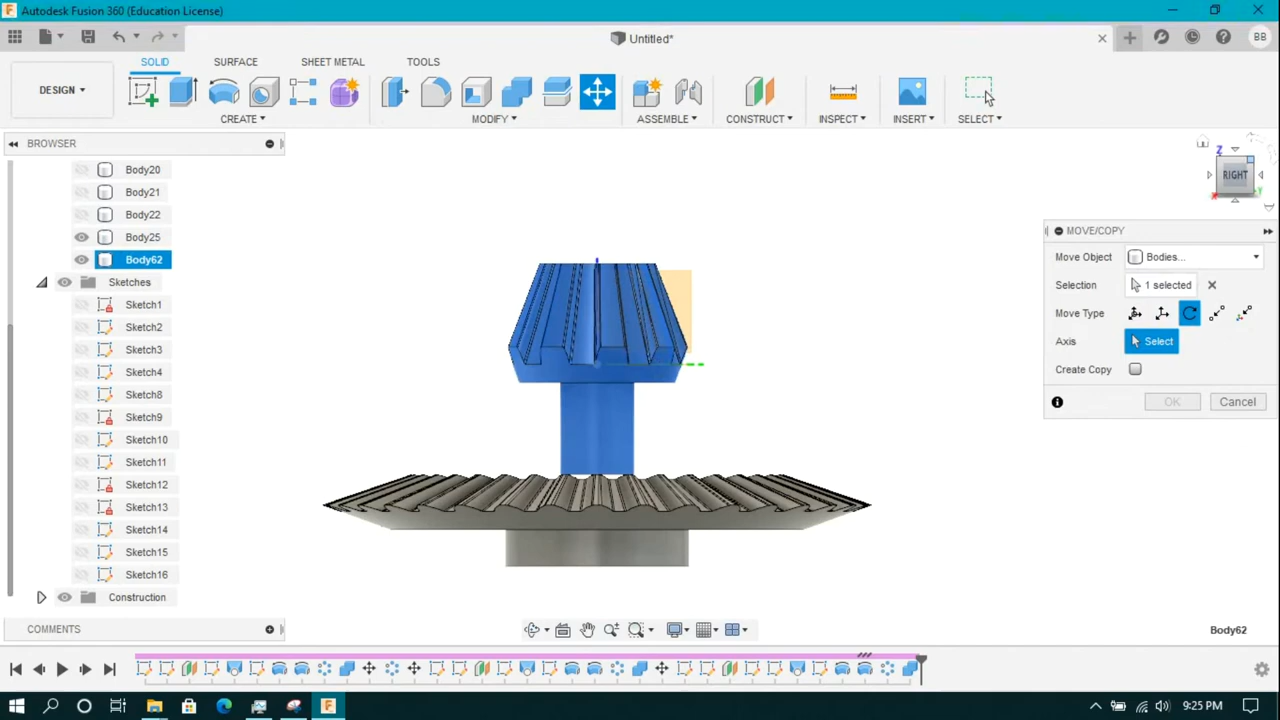 Autodesk Fusion 360 (Education License)
Untitled*
BB
SOLID SURFACE SHEET METAL TOOLS
DESIGN
CREATE MODIFY ASSEMBLE CONSTRUCT INSPECT INSERT SELECT
BROWSER
Body20
Body21
Body22
Body25
Body62
Sketches
Sketch1
Sketch2
Sketch3
Sketch4
Sketch8
Sketch9
Sketch10
Sketch11
Sketch12
Sketch13
Sketch14
Sketch15
Sketch16
Construction
Z
RIGHT
X
Y
MOVE/COPY
Move Object Bodies...
Selection 1 selected
Move Type
Axis Select
Create Copy
OK Cancel
COMMENTS
Body62
9:25 PM